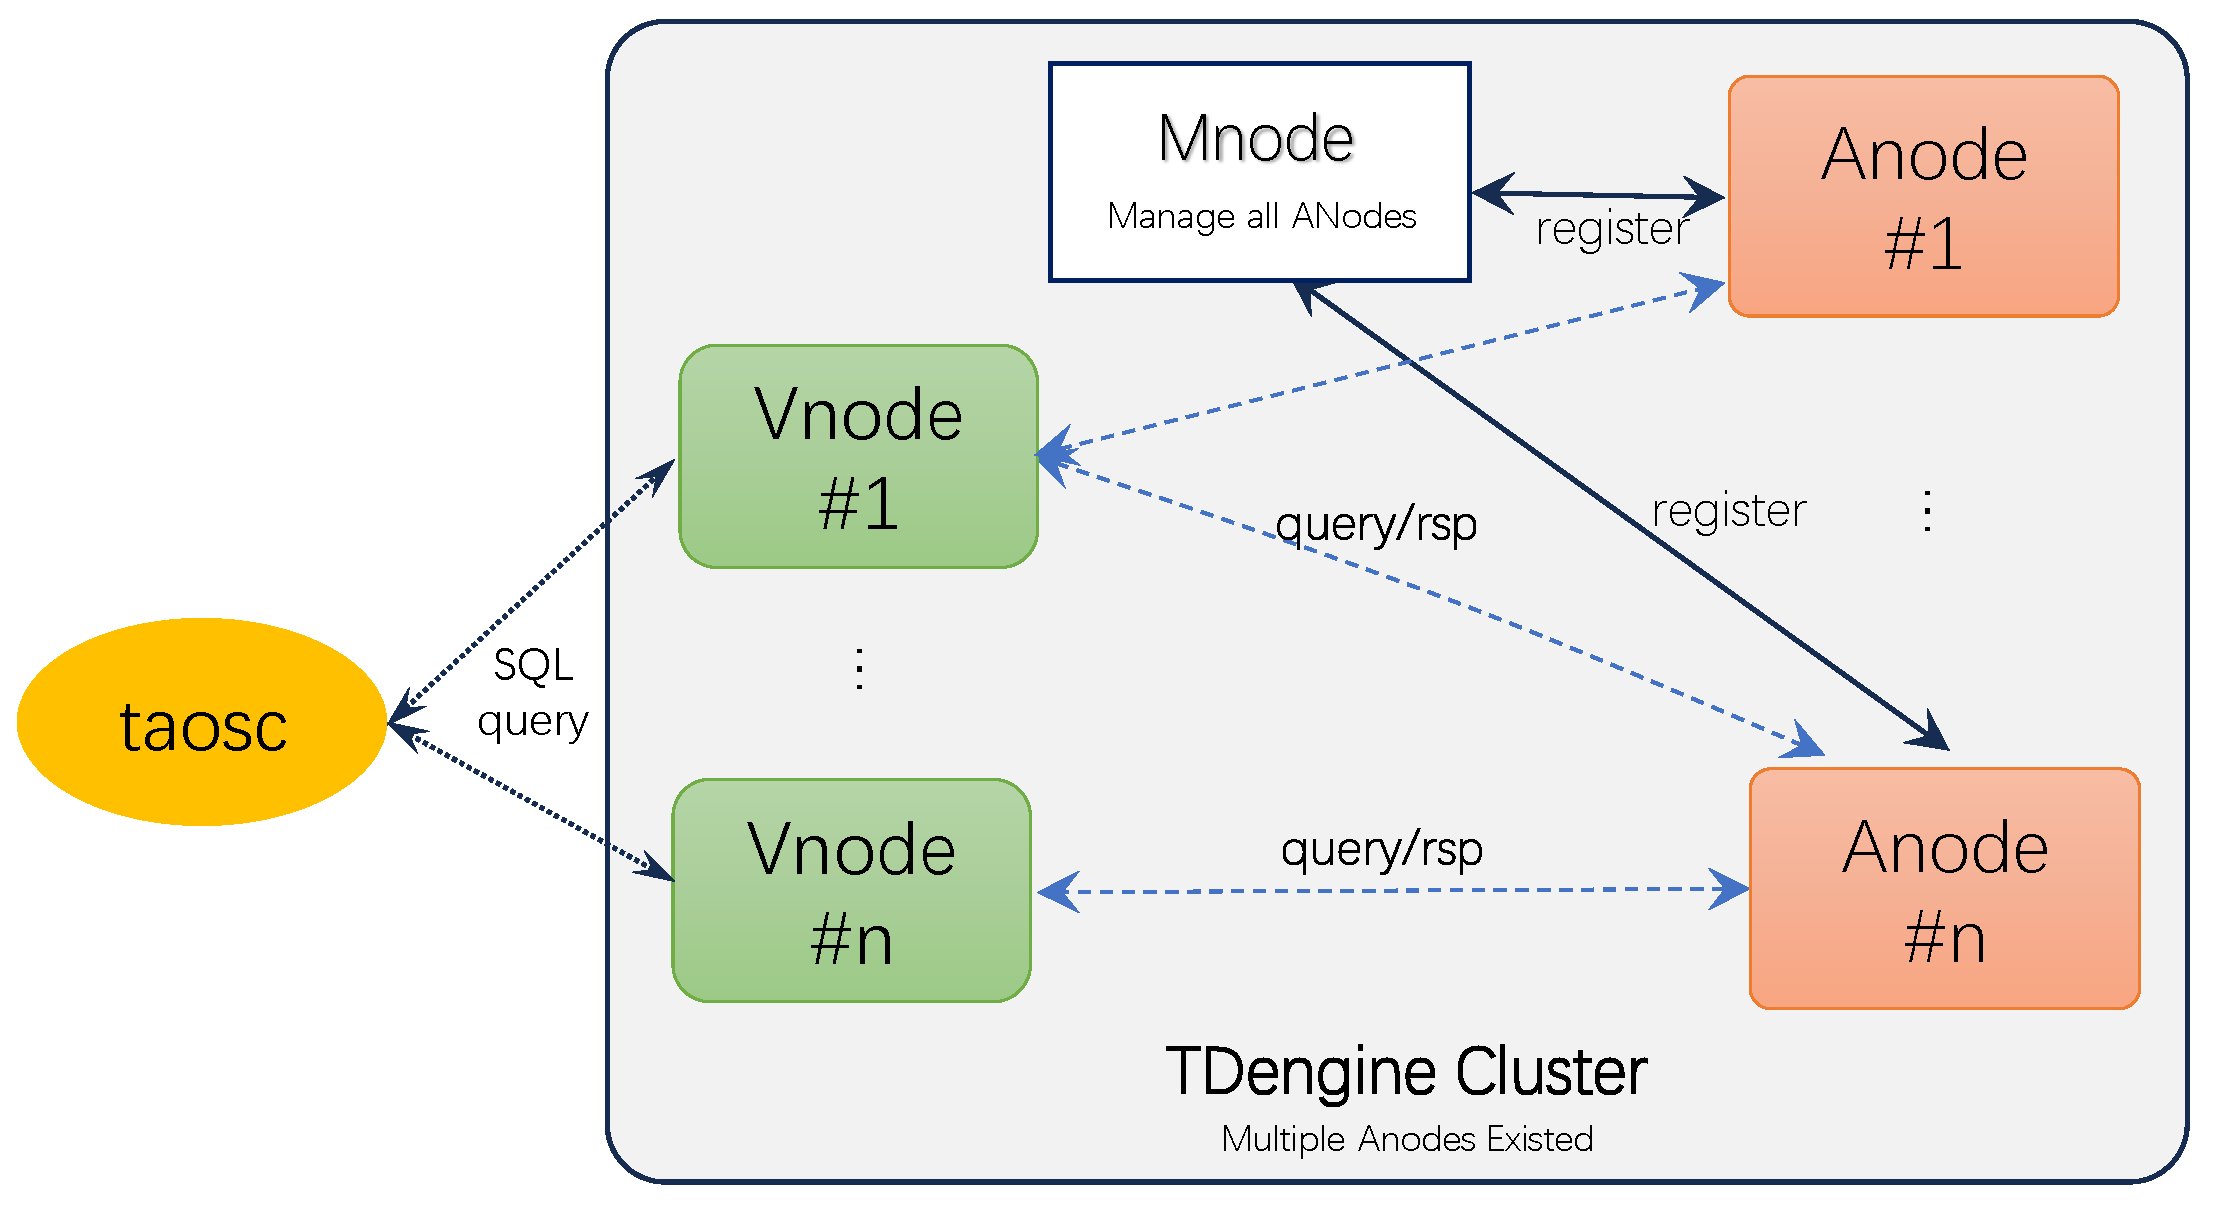 Mnode
Manage all ANodes
Anode
#1
register
Vnode
#1
query/rsp
register
⋮
SQL
query
⋮
taosc
Vnode
#n
query/rsp
Anode
#n
TDengine Cluster
Multiple Anodes Existed